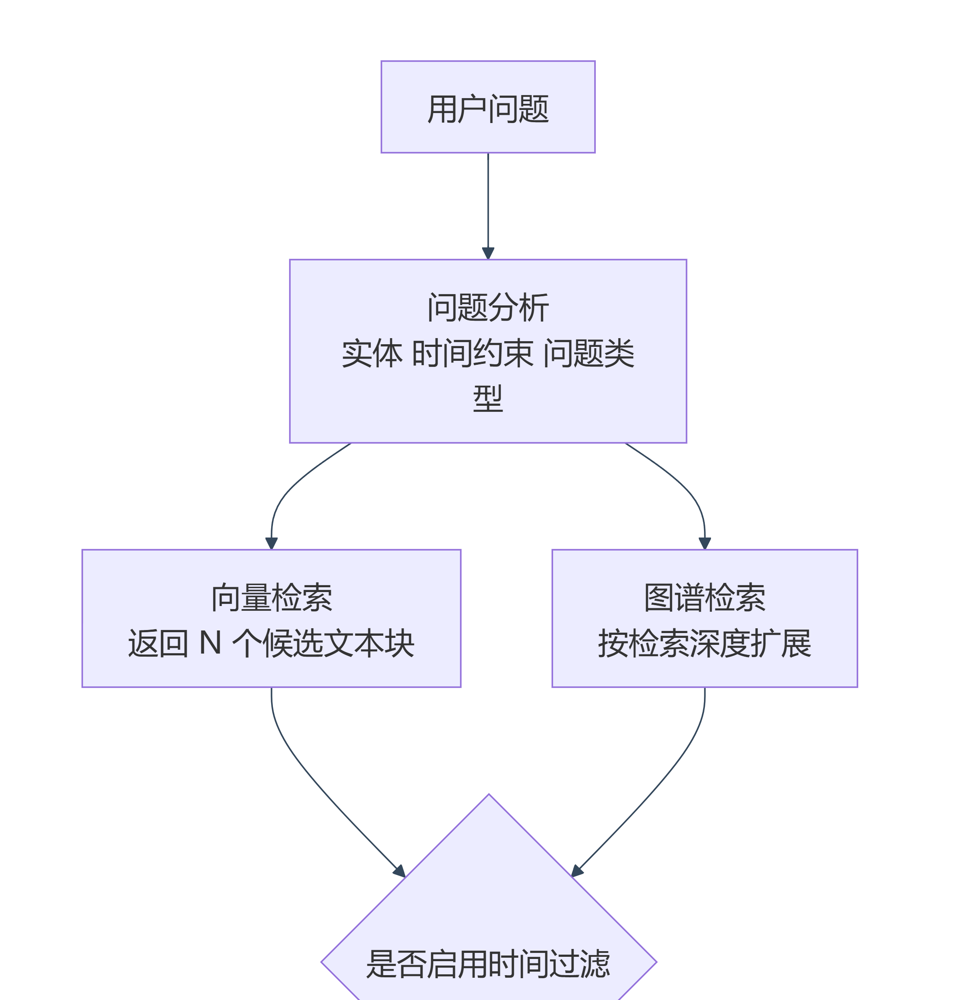 用户问题
问题分析
实体 时间约束 问题类
型
向量检索
返回 N 个候选文本块
图谱检索
按检索深度扩展
是否启用时间过滤